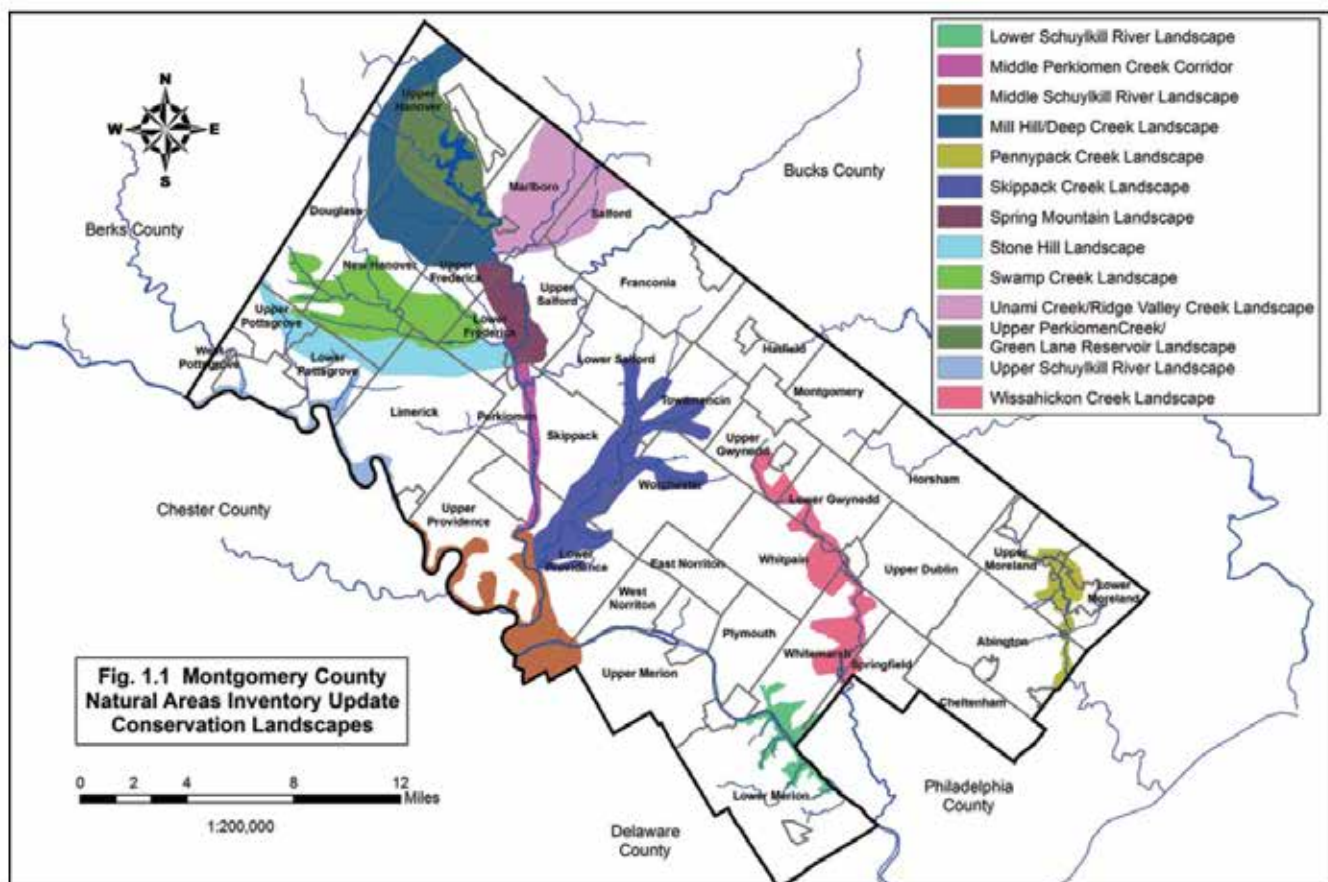 Lower Schuylkill River Landscape
Middle Perkiomen Creek Corridor
Middle Schuylkill River Landscape
Mill Hill/Deep Creek Landscape
Pennypack Creek Landscape
Skippack Creek Landscape
Spring Mountain Landscape
Stone Hill Landscape
Swamp Creek Landscape
Unami Creek/Ridge Valley Creek Landscape
Upper PerkiomenCreek/
Green Lane Reservoir Landscape
Upper Schuylkill River Landscape
Wissahickon Creek Landscape
N
W
E
S
Upper
Hanover
Bucks County
Marlboro
Salford
Douglass
Berks County
New Hanover
Upper
Frederick
Upper
Salford
Franconia
Upper
Pottsgrove
Lower
Frederick
West
Pottsgrove
Lower
Pottsgrove
Lower Salford
Hatfield
Towamencin
Montgomery
Limerick
Perkiomen
Skippack
Upper
Gwynedd
Worchester
Lower Gwynedd
Horsham
Chester County
Upper
Providence
Lower
Providence
East Norriton
Whitpain
Upper Dublin
Upper
Moreland
Lower
Moreland
West
Norriton
Plymouth
Abington
Whitemarsh
Springfield
Upper Merion
Cheltenham
Fig. 1.1 Montgomery County
Natural Areas Inventory Update
Conservation Landscapes
0 2 4 8 12
Miles
1:200,000
Lower Merion
Philadelphia
County
Delaware
County